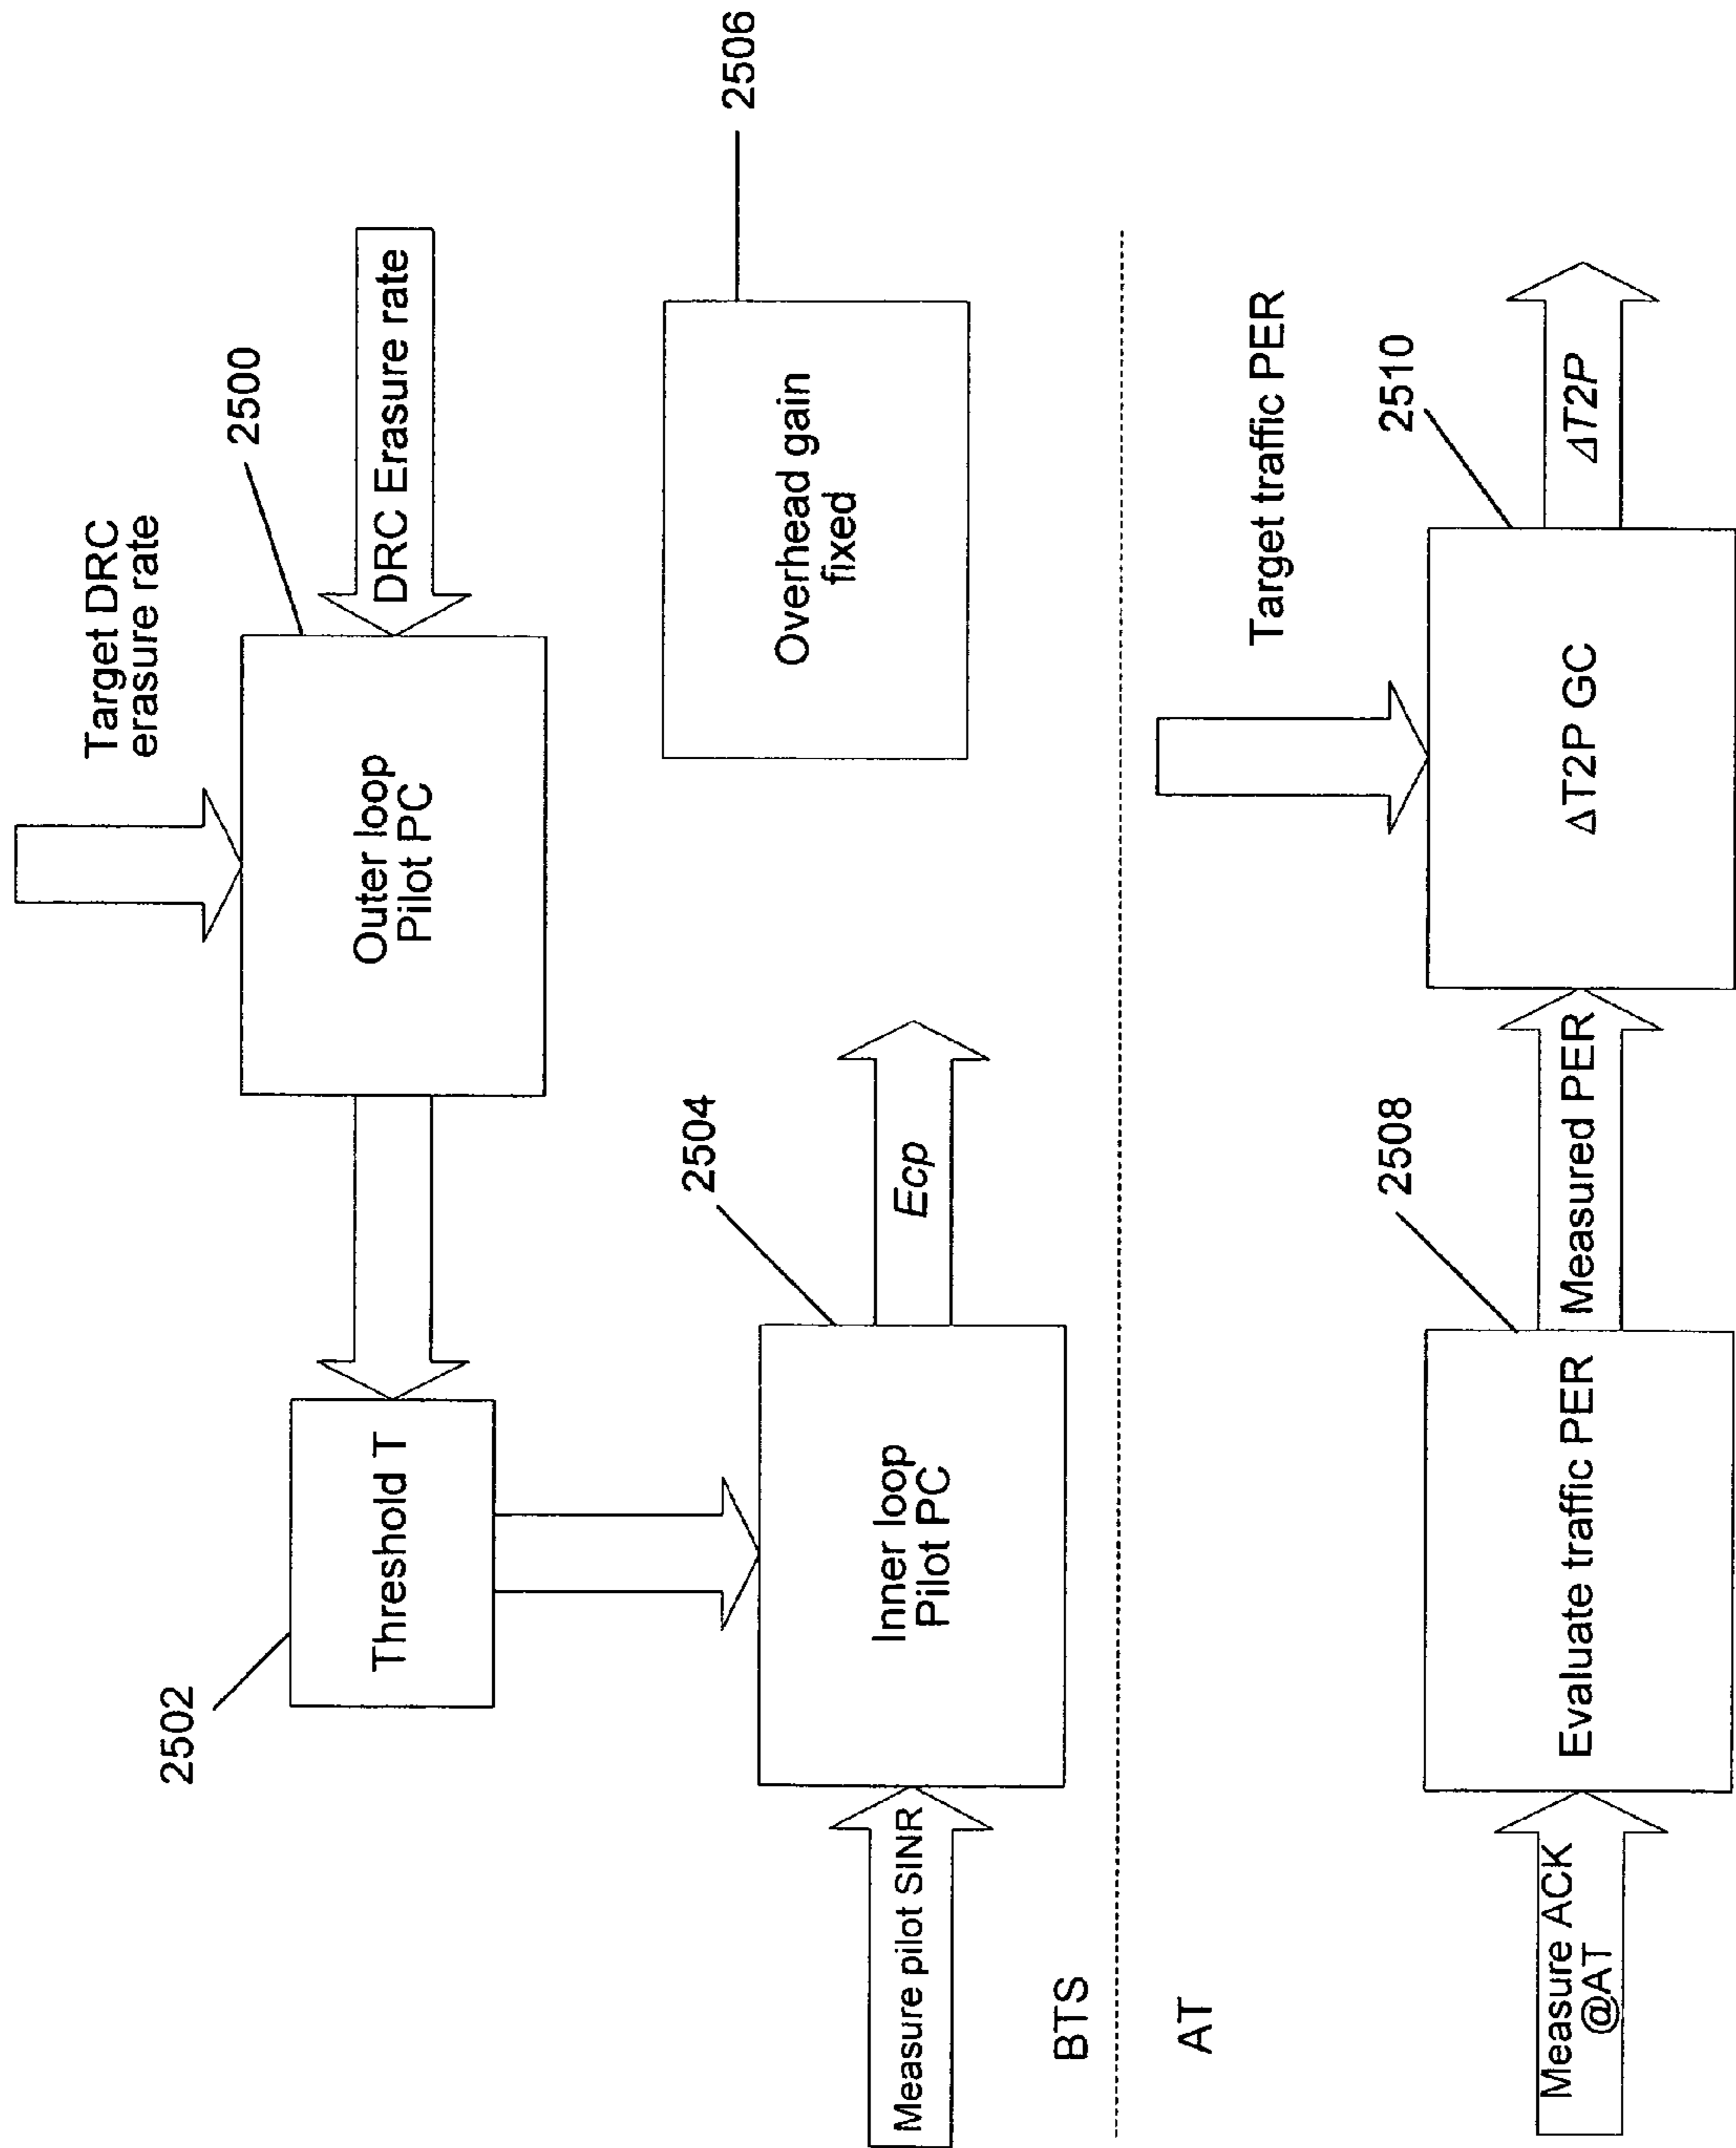 Target DRC
erasure rate
2500
2502
Threshold T
Outer loop
Pilot PC
DRC Erasure rate
2504
2506
Measure pilot SINR
Inner loop
Pilot PC
Ecp
Overhead gain
fixed
BTS
AT
Target traffic PER
2508
2510
Measure ACK
@AT
Evaluate traffic PER
Measured PER
ΔT2P GC
ΔT2P